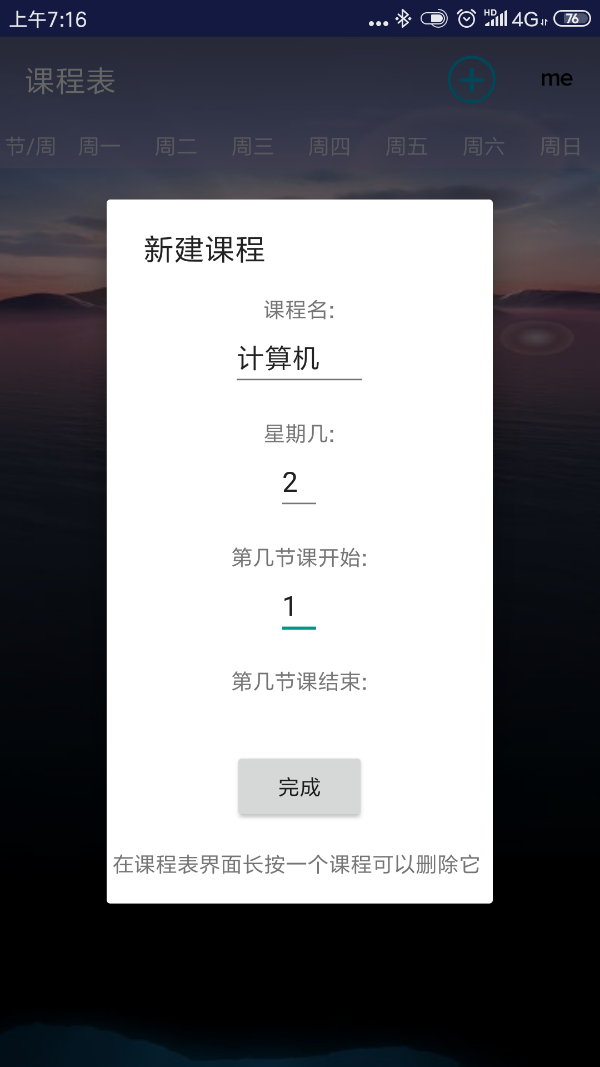 上午7:16 ... HD 4G 76
课程表 me
节/周 周一 周二 周三 周四 周五 周六 周日
新建课程
课程名:
计算机
星期几:
2
第几节课开始:
1
第几节课结束:
完成
在课程表界面长按一个课程可以删除它